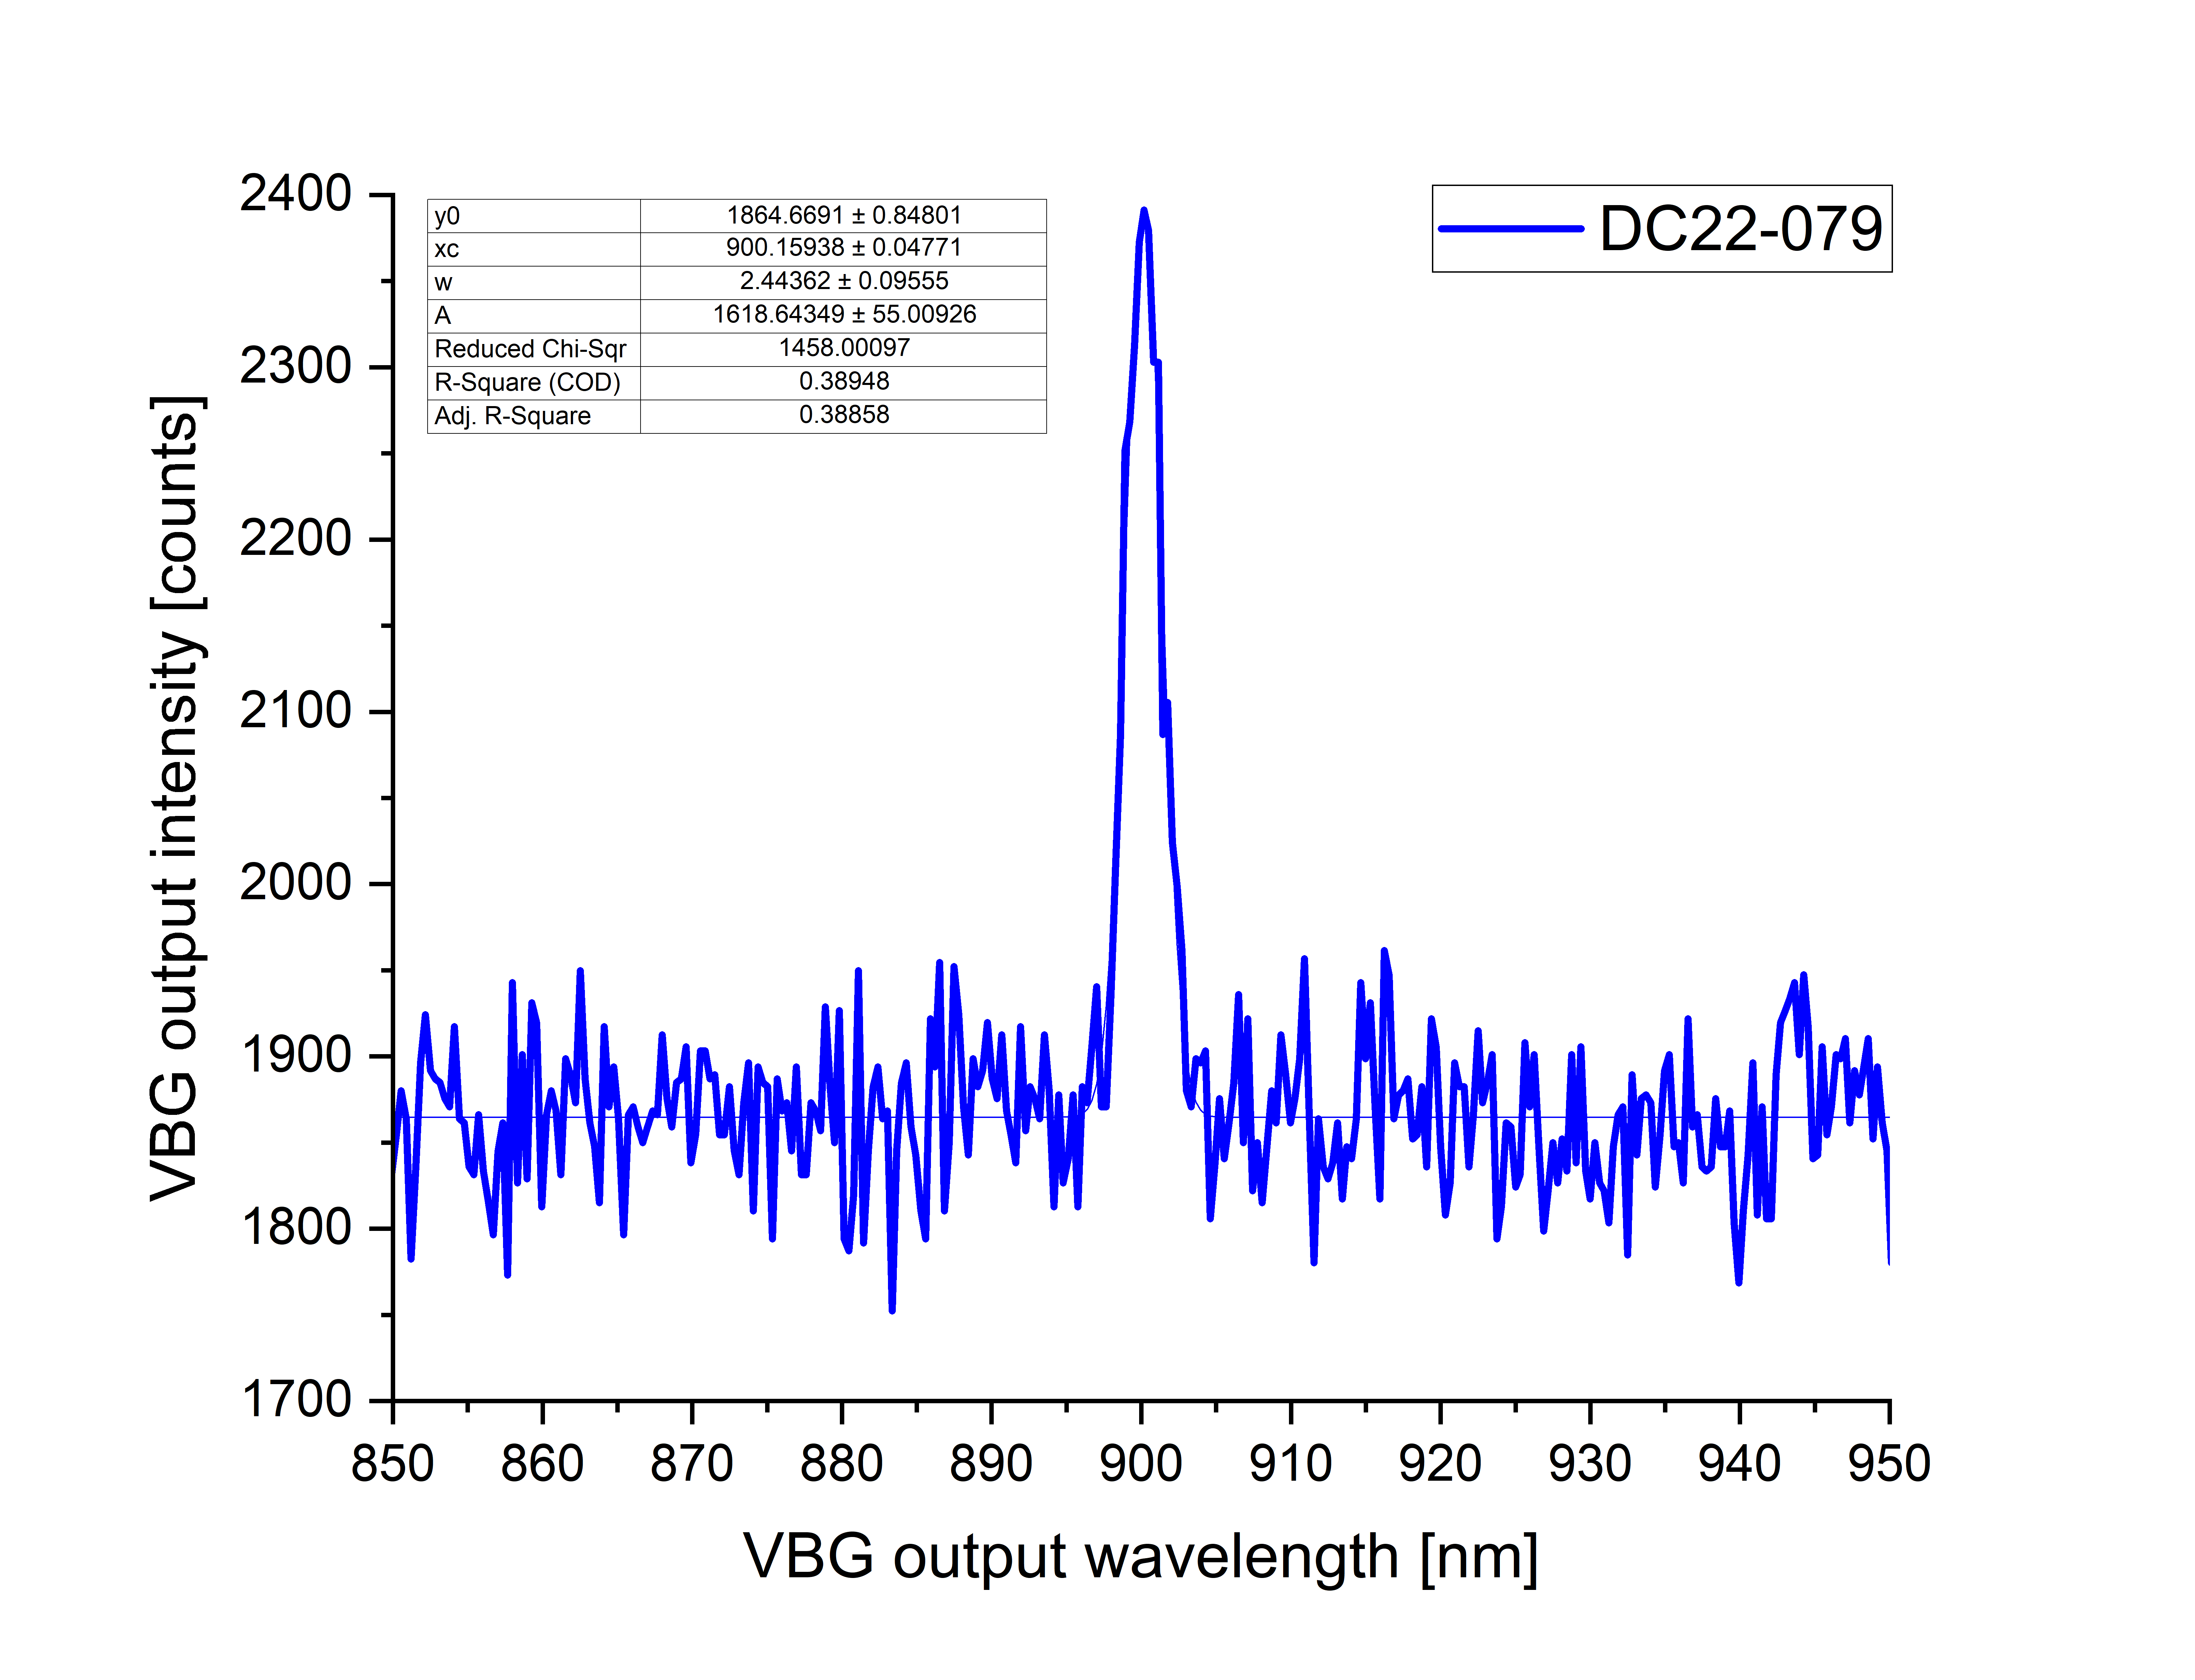 2400
2300
2200
2100
2000
1900
1800
1700
VBG output intensity [counts]
y0 1864.6691 ± 0.84801
xc 900.15938 ± 0.04771
w 2.44362 ± 0.09555
A 1618.64349 ± 55.00926
Reduced Chi-Sqr 1458.00097
R-Square (COD) 0.38948
Adj. R-Square 0.38858
DC22-079
850 860 870 880 890 900 910 920 930 940 950
VBG output wavelength [nm]